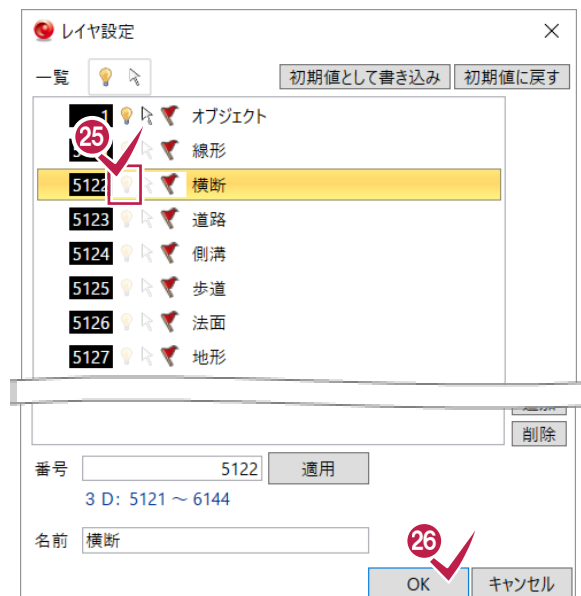 レイヤ設定
一覧 初期値として書き込み 初期値に戻す
1 オブジェクト
25
線形
5122 横断
5123 道路
5124 側溝
5125 歩道
5126 法面
5127 地形
削除
番号 5122 適用
3 D: 5121 ～ 6144
名前 横断
26
OK キャンセル